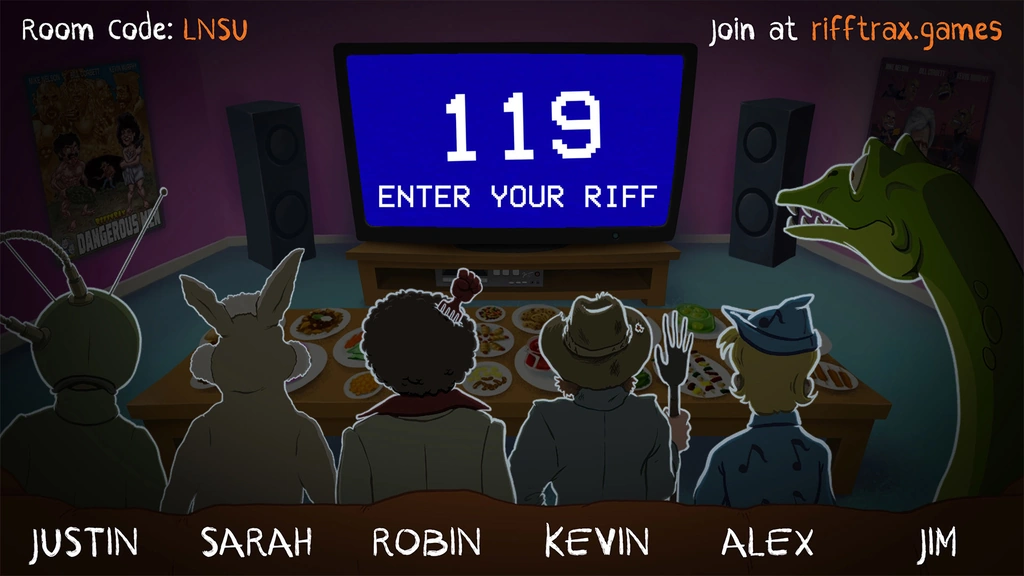 Room Code: LNSU
Join at rifftrax.games
119
ENTER YOUR RIFF
DANGEROUS MEN
JUSTIN SARAH ROBIN KEVIN ALEX JIM